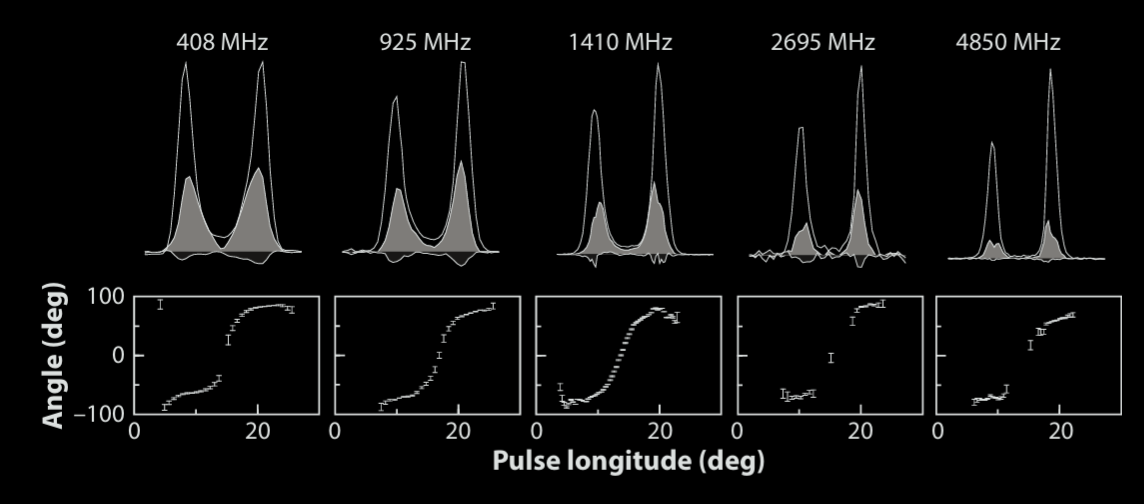 408 MHz 925 MHz 1410 MHz 2695 MHz 4850 MHz
Angle (deg)
100
0
−100
0 20 0 20 0 20 0 20 0 20
Pulse longitude (deg)